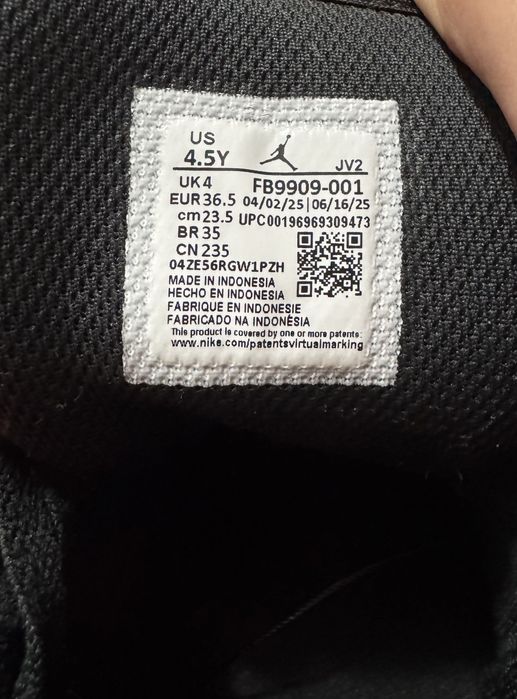 US
4.5Y
JV2
UK 4
FB9909-001
EUR 36.5
04/02/25 | 06/16/25
cm 23.5
UPC00196969309473
BR 35
CN 235
04ZE56RGW1PZH
MADE IN INDONESIA
HECHO EN INDONESIA
FABRIQUE EN INDONESIE
FABRICADO NA INDONÉSIA
This product is covered by one or more patents:
www.nike.com/patentsvirtualmarking